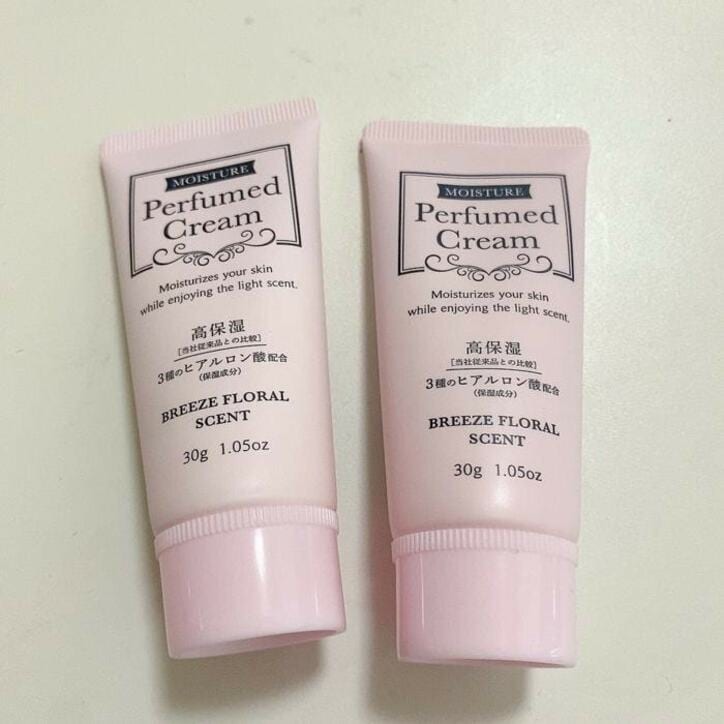 MOISTURE
Perfumed
Cream
Moisturizes your skin
while enjoying the light scent.
高保湿
[当社従来品との比較]
3種のヒアルロン酸配合
(保湿成分)
BREEZE FLORAL
SCENT
30g 1.05oz
MOISTURE
Perfumed
Cream
Moisturizes your skin
while enjoying the light scent.
高保湿
[当社従来品との比較]
3種のヒアルロン酸配合
(保湿成分)
BREEZE FLORAL
SCENT
30g 1.05oz